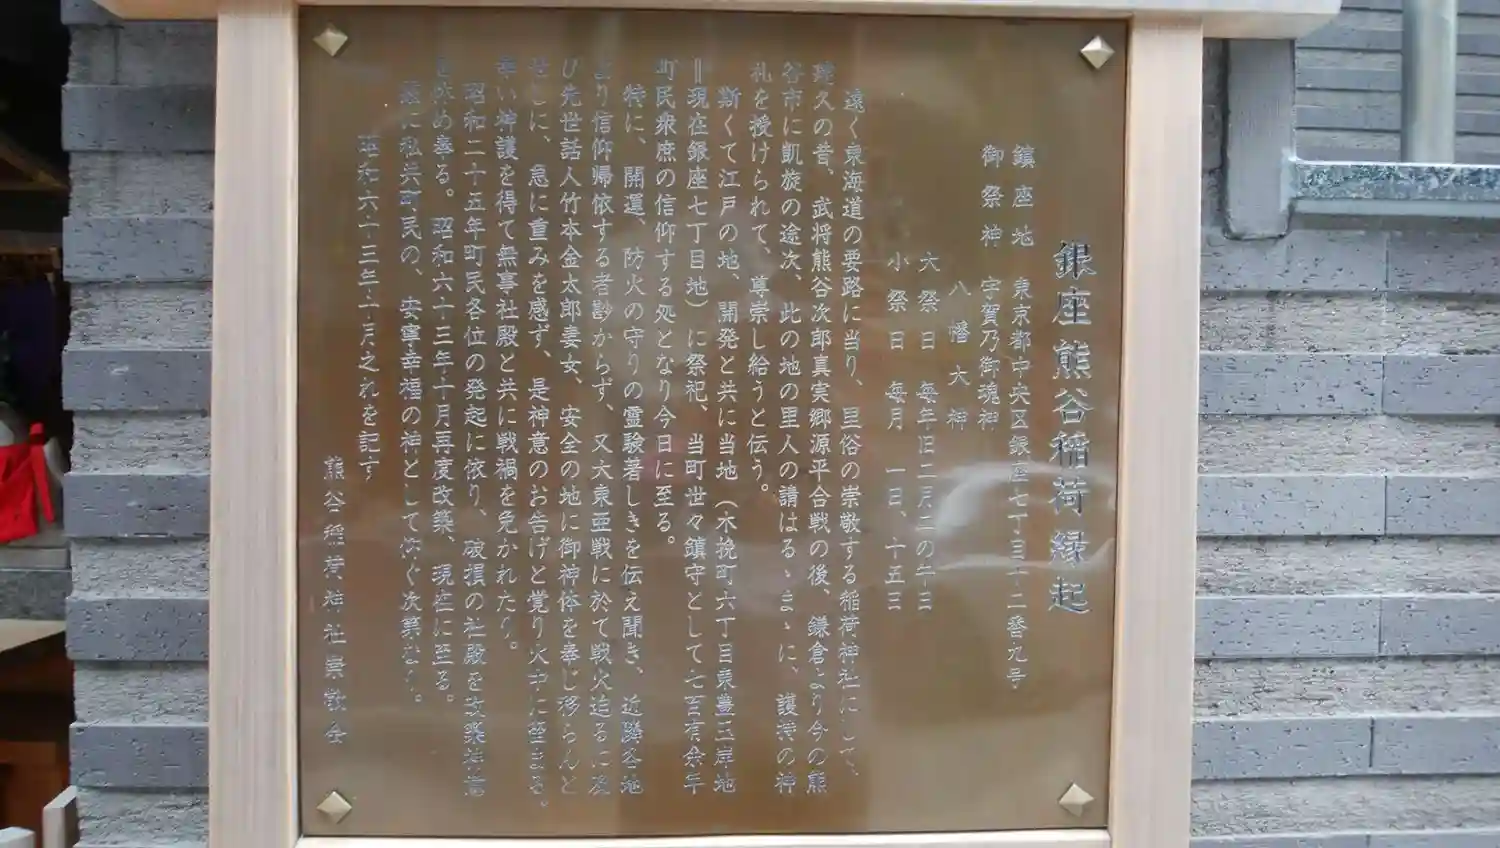 銀座熊谷稲荷縁起
鎮座地 東京都中央区銀座七丁目十二番九号
御祭神 宇賀乃御魂神
八幡大神
大祭日 毎年旧二月二の午日
小祭日 毎月 一日、十五日
遠く東海道の要路に当り、里俗の崇敬する稲荷神社にして、
建久の昔、武将熊谷次郎真実郷源平合戦の後、鎌倉より今の熊
谷市に凱旋の途次、此の地の里人の請はるゝまゝに、護持の神
札を授けられて、尊崇し給うと伝う。
斯くて江戸の地、開発と共に当地（木挽町六丁目東豊玉岸地
‖現在銀座七丁目地）に祭祀、当町世々鎮守として七百有余年
町民衆庶の信仰する処となり今日に至る。
特に、開運、防火の守りの霊験著しきを伝え聞き、近隣各地
より信仰帰依する者尠からず、又大東亜戦に於て戦火迫るに及
び先世話人竹本金太郎妻女、安全の地に御神体を奉じ移らんと
せしに、急に重みを感ず、是神意のお告げと覚り火中に留まる。
幸い神護を得て無事社殿と共に戦禍を免かれたり。
昭和二十五年町民各位の発起に依り、破損の社殿を改築神意
を休め奉る。昭和六十三年十月再度改築、現在に至る。
茲に私共町民の、安寧幸福の神として仰ぐ次第なり。
昭和六十三年十月之れを記す
熊谷稲荷神社崇敬会